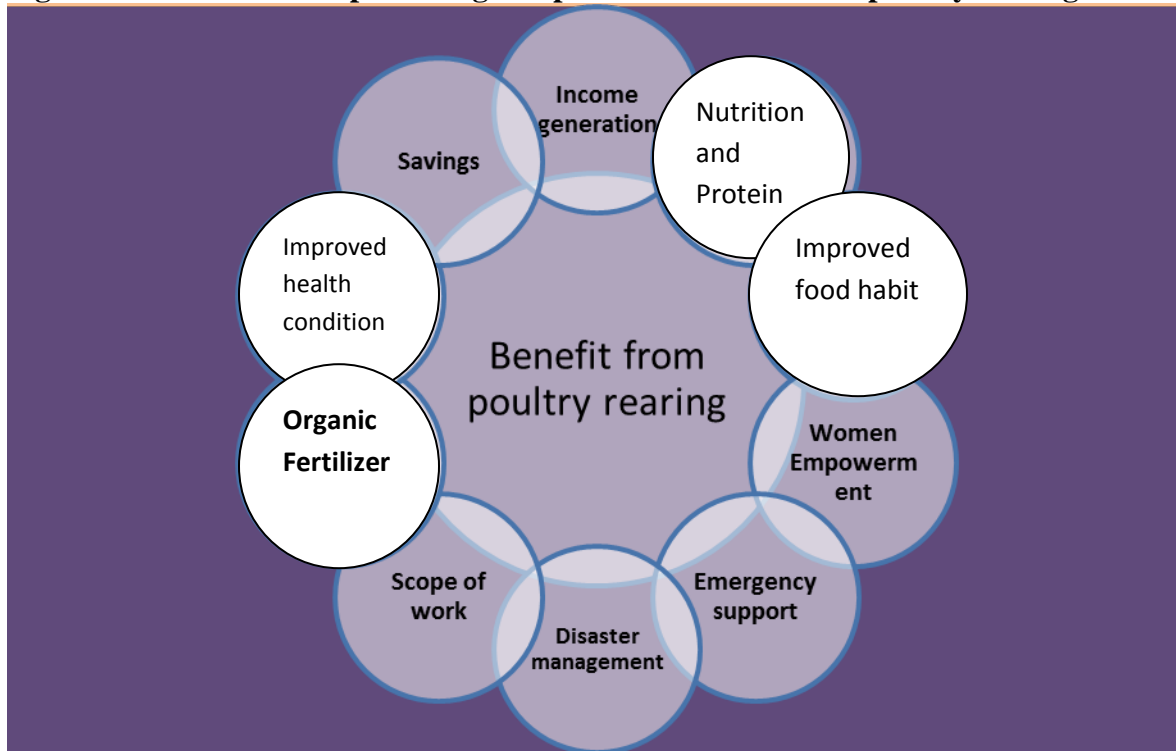 Income
generation
Nutrition
and
Protein
Savings
Improved
health
condition
Improved
food habit
Benefit from
poultry rearing
Organic
Fertilizer
Women
Empowerm
ent
Scope of
work
Emergency
support
Disaster
management